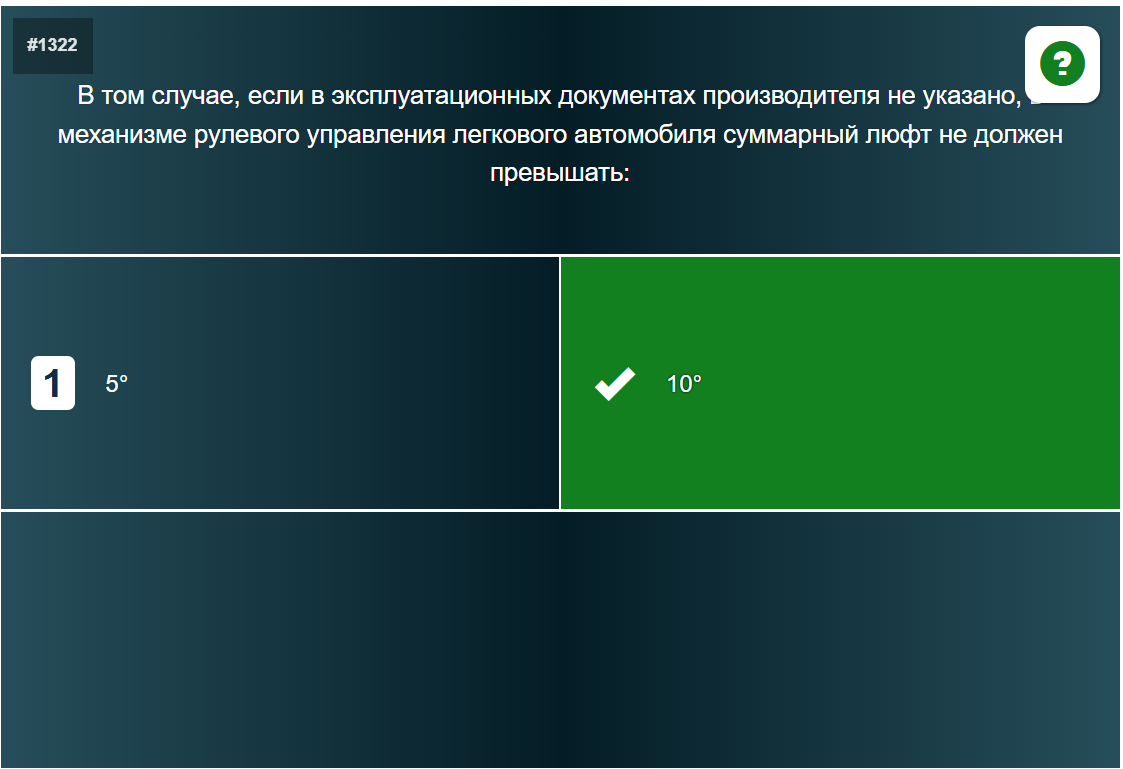 #1322
?
В том случае, если в эксплуатационных документах производителя не указано,
механизме рулевого управления легкового автомобиля суммарный люфт не должен
превышать:
1 5°
10°